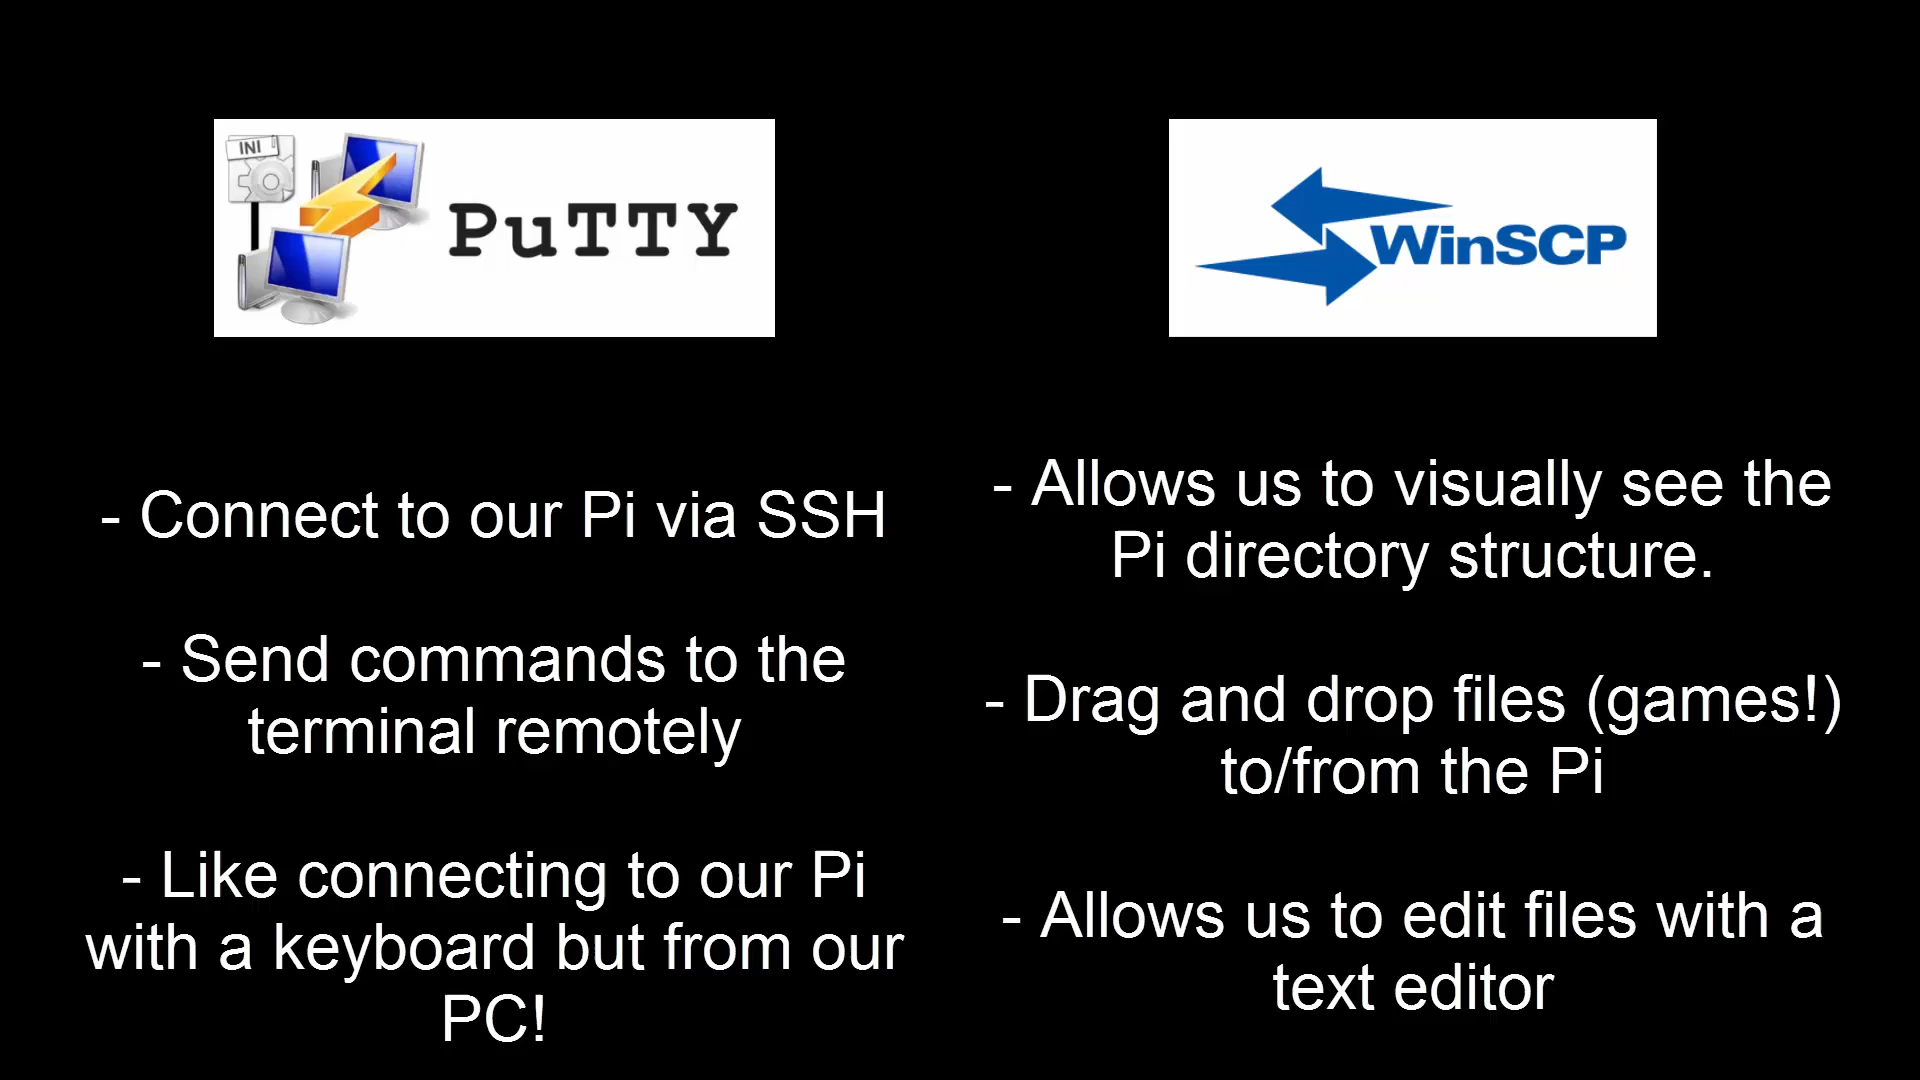 INI
PuTTY
- Connect to our Pi via SSH
- Send commands to the
terminal remotely
- Like connecting to our Pi
with a keyboard but from our
PC!
WinSCP
- Allows us to visually see the
Pi directory structure.
- Drag and drop files (games!)
to/from the Pi
- Allows us to edit files with a
text editor